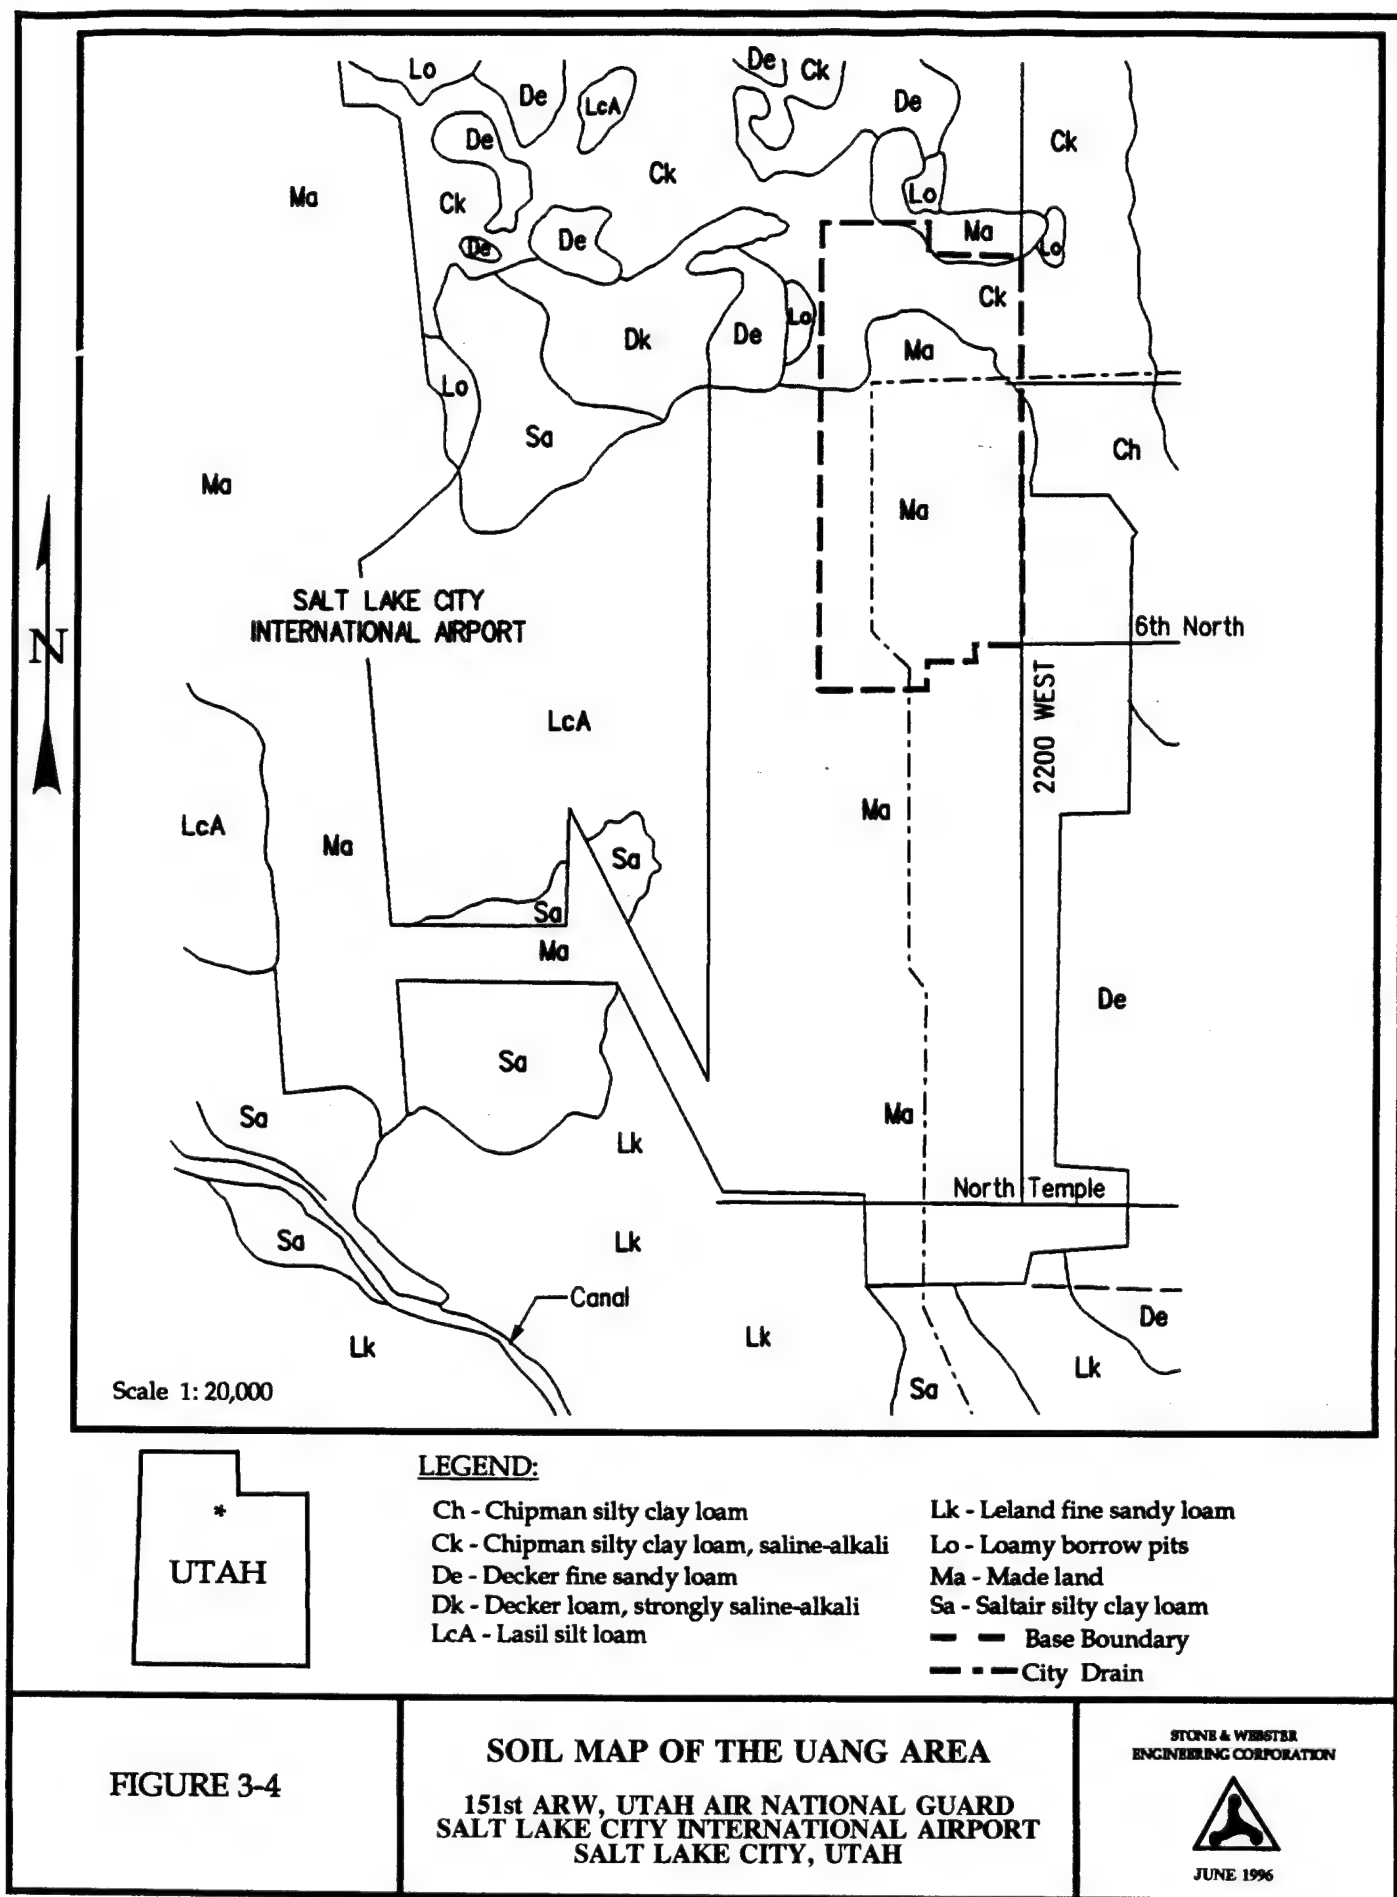 Lo
De
LcA
De
Ck
De
Ck
De
Ma
Ck
Ck
Lo
De
De
Ma
Lo
Ck
Lo
Dk
De
Ma
Lo
Sa
Ch
Ma
Ma
SALT LAKE CITY
INTERNATIONAL AIRPORT
N
6th North
2200 WEST
LcA
Ma
LcA
Ma
Sa
Sa
Ma
De
Sa
Sa
Ma
Lk
North Temple
Sa
Lk
Canal
Lk
Lk
De
Lk
Sa
Scale 1: 20,000
UTAH
*
LEGEND:
Ch - Chipman silty clay loam
Ck - Chipman silty clay loam, saline-alkali
De - Decker fine sandy loam
Dk - Decker loam, strongly saline-alkali
LcA - Lasil silt loam
Lk - Leland fine sandy loam
Lo - Loamy borrow pits
Ma - Made land
Sa - Saltair silty clay loam
Base Boundary
City Drain
FIGURE 3-4
SOIL MAP OF THE UANG AREA
151st ARW, UTAH AIR NATIONAL GUARD
SALT LAKE CITY INTERNATIONAL AIRPORT
SALT LAKE CITY, UTAH
STONE & WEBSTER
ENGINEERING CORPORATION
JUNE 1996